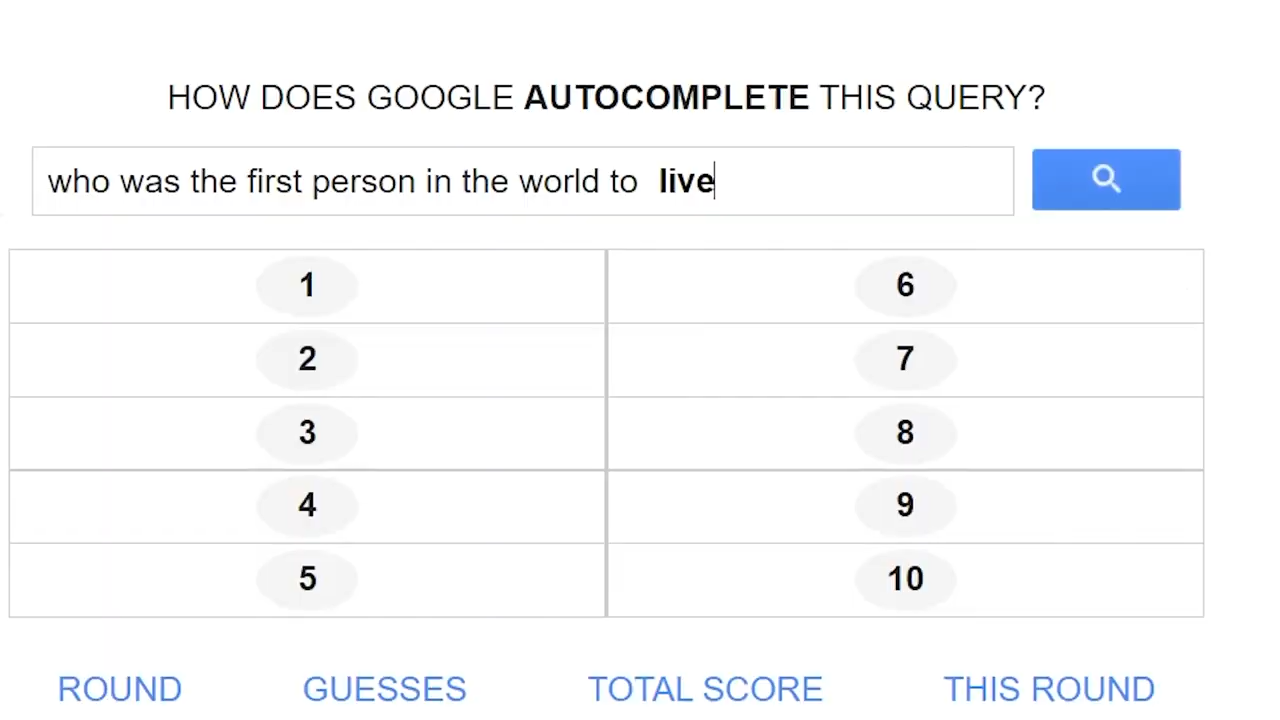 HOW DOES GOOGLE AUTOCOMPLETE THIS QUERY?
who was the first person in the world to live
1 6
2 7
3 8
4 9
5 10
ROUND GUESSES TOTAL SCORE THIS ROUND